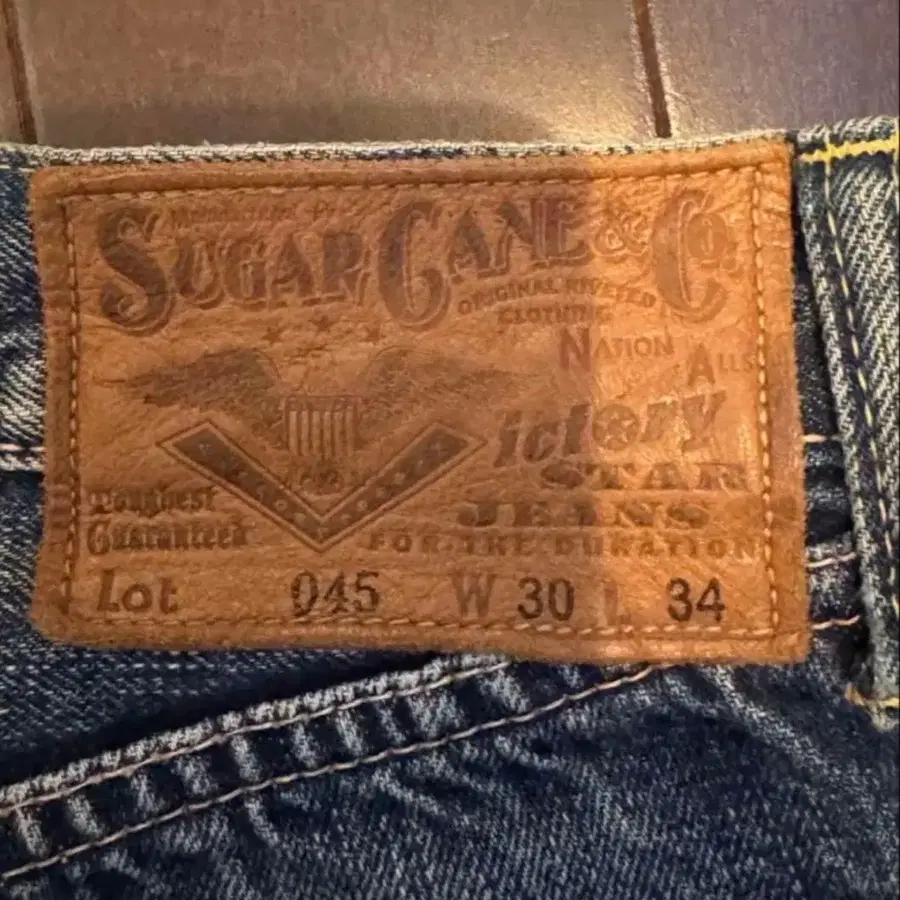 SUGAR CANE & Co.
ORIGINAL RIVETED
CLOTHING
NATION ALLS
Victory
STAR
Toughest JEANS
Guaranteed FOR THE DURATION
Lot 045 W 30 L 34